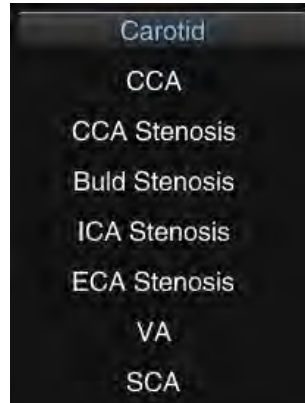 Carotid
CCA
CCA Stenosis
Buld Stenosis
ICA Stenosis
ECA Stenosis
VA
SCA